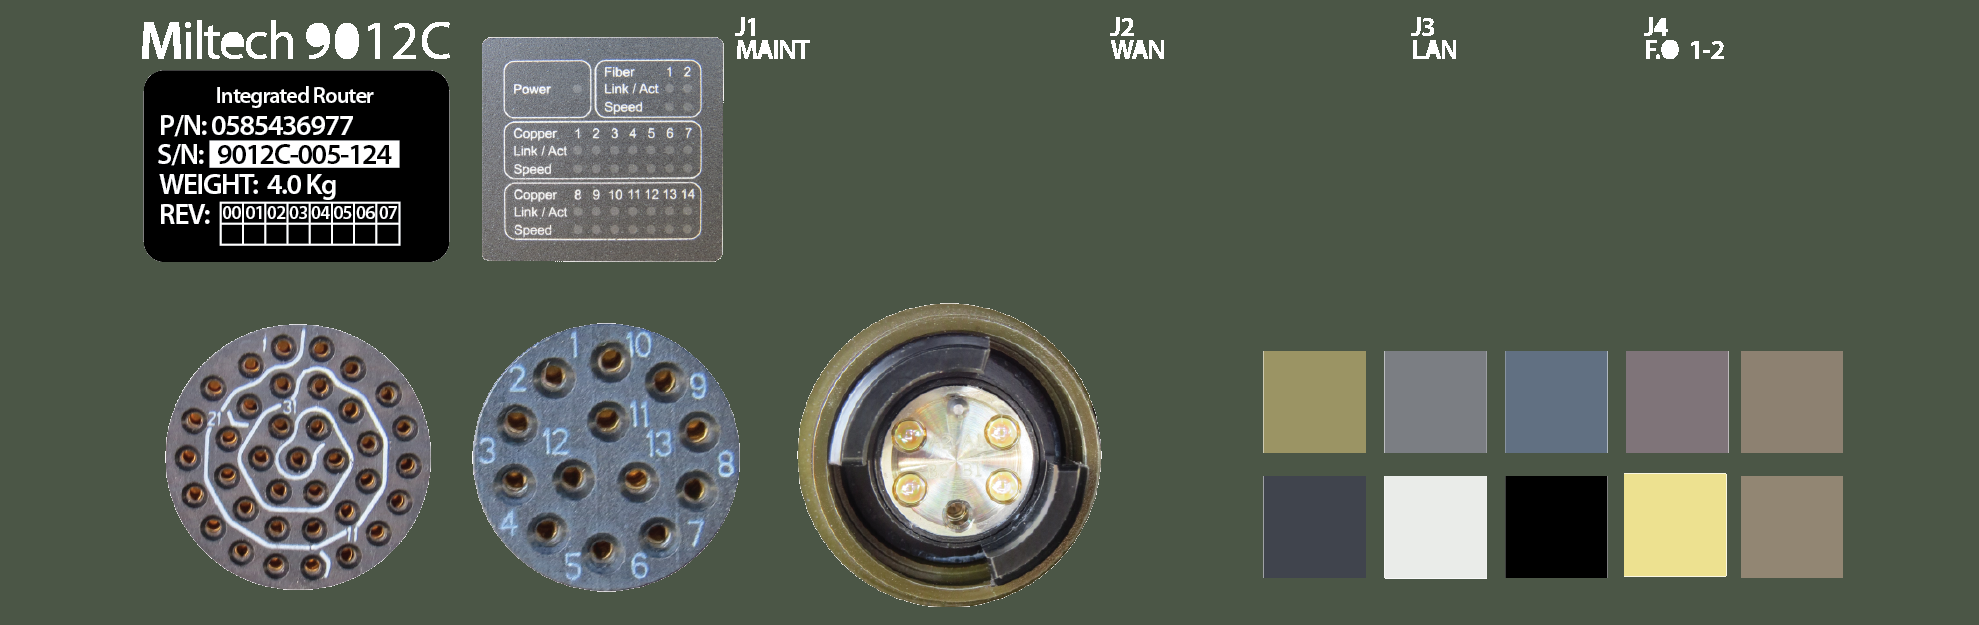 Miltech 9012C
Integrated Router
P/N: 0585436977
S/N: 9012C-005-124
WEIGHT: 4.0 Kg
REV: 00 01 02 03 04 05 06 07
Power
Fiber 1 2
Link / Act
Speed
Copper 1 2 3 4 5 6 7
Link / Act
Speed
Copper 8 9 10 11 12 13 14
Link / Act
Speed
J1
MAINT
J2
WAN
J3
LAN
J4
F.O 1-2
1
21
31
11
1 10
2 9
11
12 13
3 8
4 7
5 6